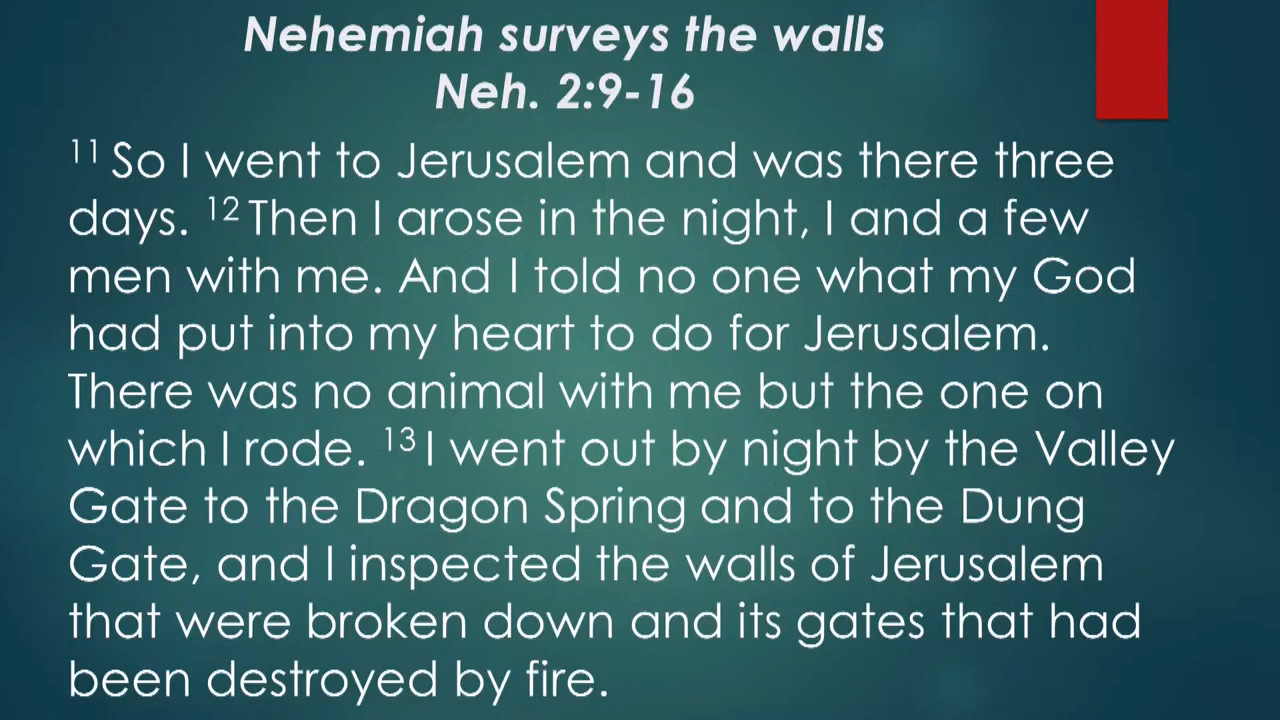 Nehemiah surveys the walls
Neh. 2:9-16
11 So I went to Jerusalem and was there three
days. 12 Then I arose in the night, I and a few
men with me. And I told no one what my God
had put into my heart to do for Jerusalem.
There was no animal with me but the one on
which I rode. 13 I went out by night by the Valley
Gate to the Dragon Spring and to the Dung
Gate, and I inspected the walls of Jerusalem
that were broken down and its gates that had
been destroyed by fire.